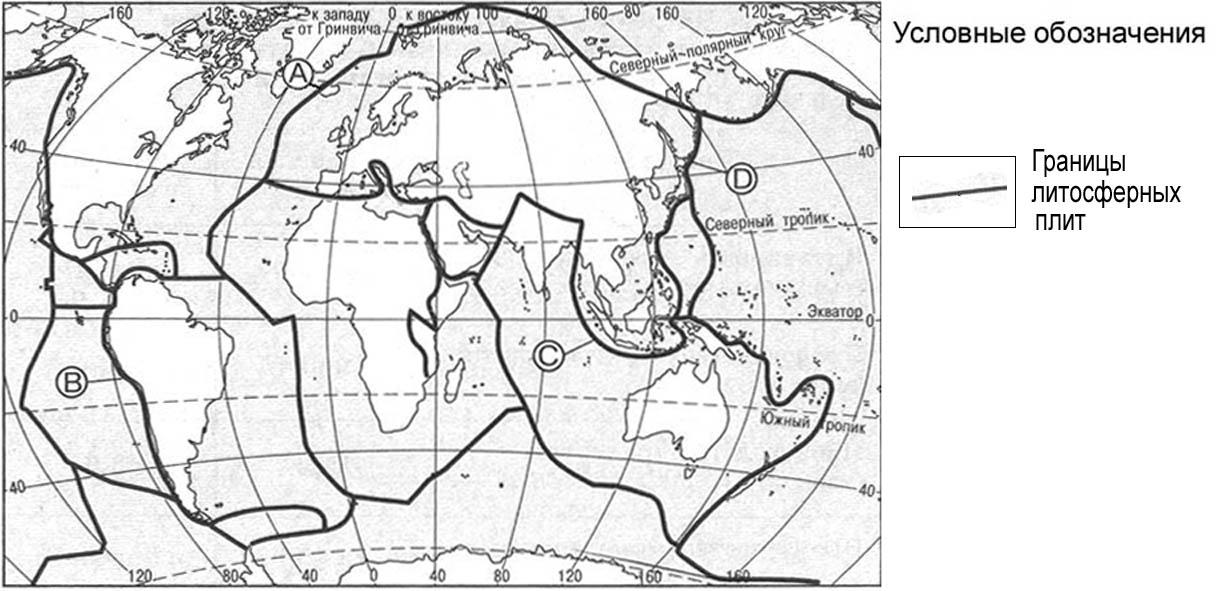 160
120
к западу 0 к востоку 100 120 160 80 160 120
от Гринвича от Гринвича
Северный полярный круг
Условные обозначения
A
40
40
D
Границы
литосферных
плит
Северный тропик
Экватор
0
0
C
B
Южный тропик
40
40
120 80 40 0 40 80 120 160 160